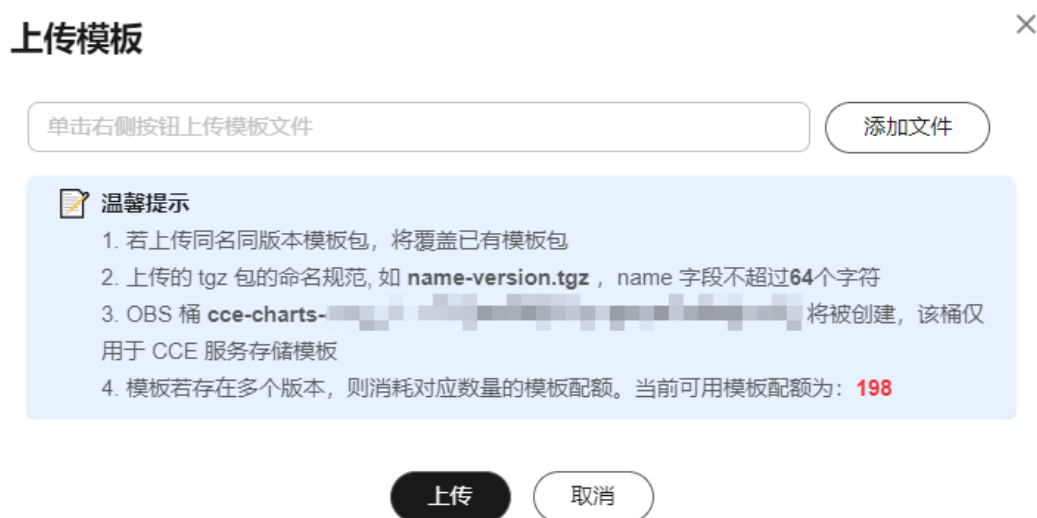 上传模板
单击右侧按钮上传模板文件
添加文件
温馨提示
1. 若上传同名同版本模板包，将覆盖已有模板包
2. 上传的 tgz 包的命名规范, 如 name-version.tgz ，name 字段不超过64个字符
3. OBS 桶 cce-charts- 将被创建，该桶仅
用于 CCE 服务存储模板
4. 模板若存在多个版本，则消耗对应数量的模板配额。当前可用模板配额为：198
上传
取消